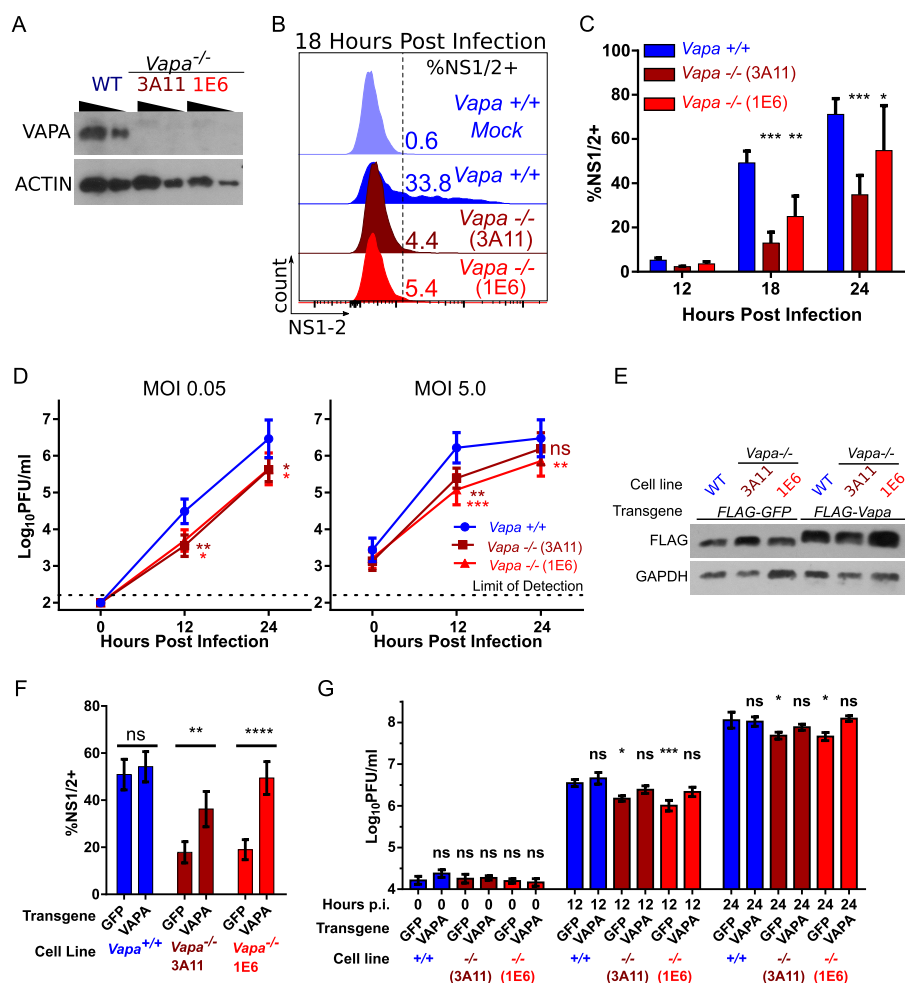 A
Vapa-/-
WT 3A11 1E6
VAPA
ACTIN
B
18 Hours Post Infection
%NS1/2+
Vapa +/+
Mock
0.6
Vapa +/+
33.8
Vapa -/-
(3A11)
4.4
Vapa -/-
(1E6)
5.4
count
NS1-2
C
Vapa +/+
Vapa -/- (3A11)
Vapa -/- (1E6)
%NS1/2+
100
80
60
40
20
0
*** ** *** *
12 18 24
Hours Post Infection
D
MOI 0.05
Log10PFU/ml
7
6
5
4
3
2
*
*
**
*
0 12 24
Hours Post Infection
MOI 5.0
7
6
5
4
3
2
ns
**
**
***
Vapa +/+
Vapa -/- (3A11)
Vapa -/- (1E6)
Limit of Detection
0 12 24
Hours Post Infection
E
Vapa-/- Vapa-/-
Cell line WT 3A11 1E6 WT 3A11 1E6
Transgene FLAG-GFP FLAG-Vapa
FLAG
GAPDH
F
%NS1/2+
80
60
40
20
0
ns ** ****
Transgene GFP VAPA GFP VAPA GFP VAPA
Cell Line Vapa+/+ Vapa-/- 3A11 Vapa-/- 1E6
G
Log10PFU/ml
8
6
4
ns ns ns ns ns
ns * ns *** ns
ns * ns * ns
Hours p.i. 0 0 0 0 0 0 12 12 12 12 12 12 24 24 24 24 24 24
Transgene GFP VAPA GFP VAPA GFP VAPA GFP VAPA GFP VAPA GFP VAPA GFP VAPA GFP VAPA GFP VAPA
Cell line +/+ -/- -/- +/+ -/- -/- +/+ -/- -/-
(3A11) (1E6) (3A11) (1E6) (3A11) (1E6)